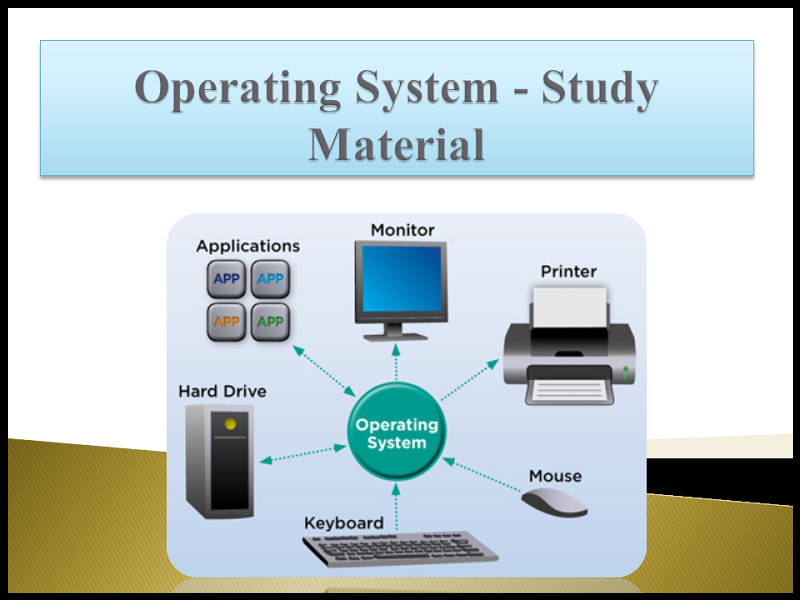 Operating System - Study
Material
Monitor
Applications
Printer
APP APP
APP APP
Hard Drive
Operating
System
Mouse
Keyboard